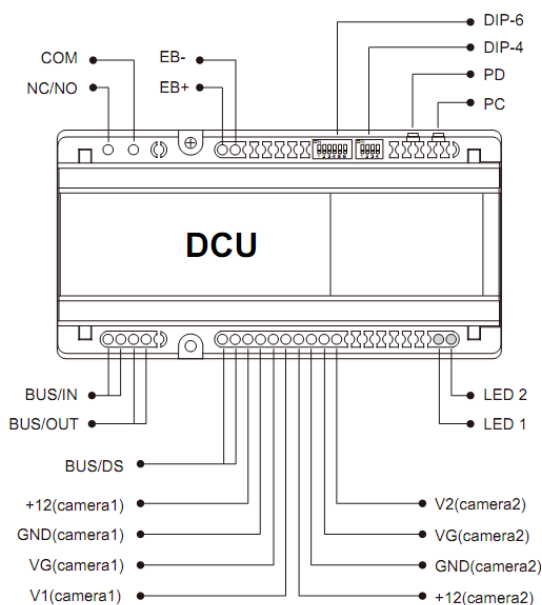 DIP-6
DIP-4
COM
EB-
PD
NC/NO
EB+
PC
DCU
BUS/IN
LED 2
BUS/OUT
LED 1
BUS/DS
+12(camera1)
V2(camera2)
GND(camera1)
VG(camera2)
VG(camera1)
GND(camera2)
V1(camera1)
+12(camera2)